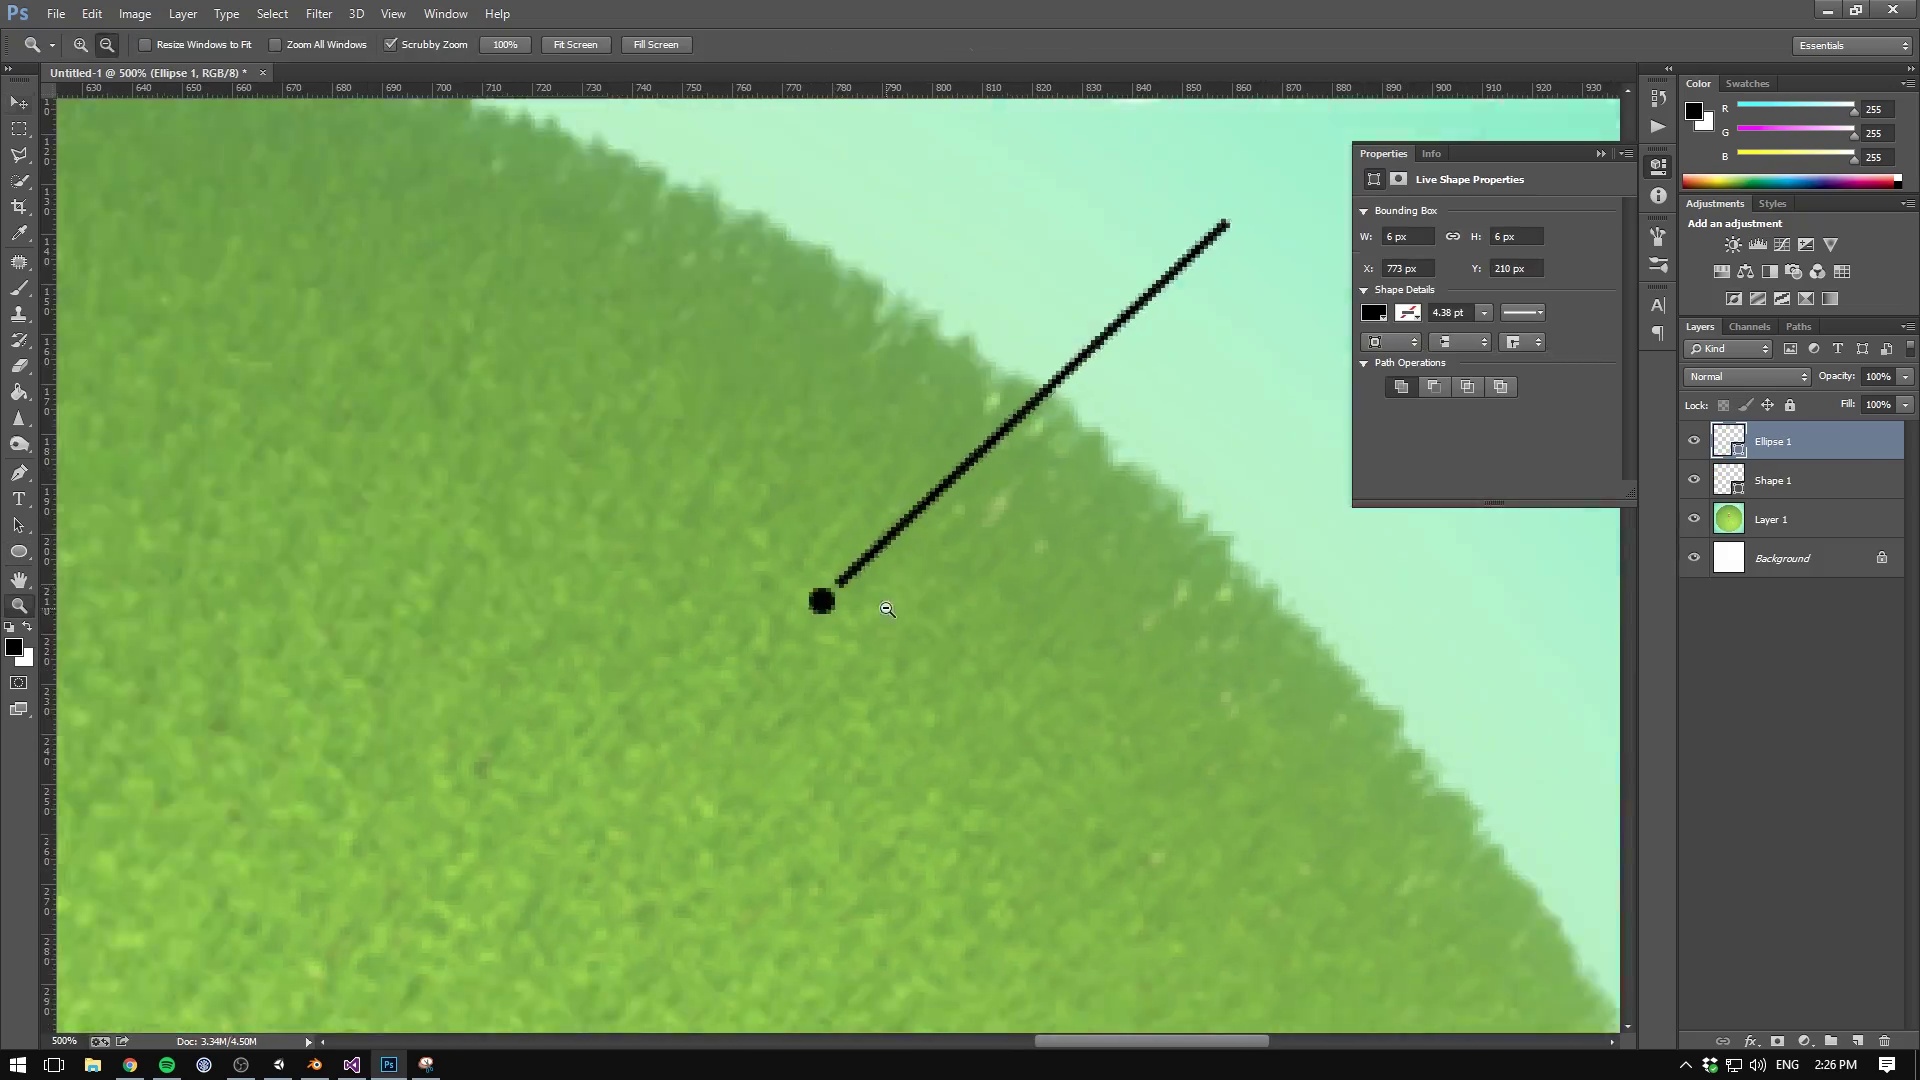 Ps File Edit Image Layer Type Select Filter 3D View Window Help
Resize Windows to Fit Zoom All Windows Scrubby Zoom 100% Fit Screen Fill Screen Essentials
Untitled-1 @ 500% (Ellipse 1, RGB/8) *
630 640 650 660 670 680 690 700 710 720 730 740 750 760 770 780 790 800 810 820 830 840 850 860 870 880 890 900 910 920 930
Color Swatches
R 255
G 255
B 255
Properties Info
Live Shape Properties
Bounding Box
W: 6 px H: 6 px
X: 773 px Y: 210 px
Shape Details
4.38 pt
Path Operations
Adjustments Styles
Add an adjustment
Layers Channels Paths
Kind
Normal Opacity: 100%
Lock: Fill: 100%
Ellipse 1
Shape 1
Layer 1
Background
500% Doc: 3.34M/4.50M
ENG 2:26 PM